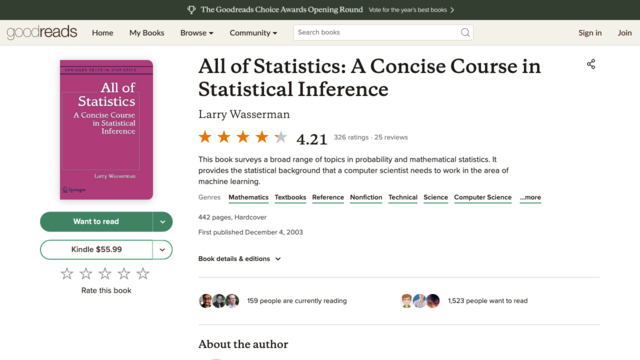 The Goodreads Choice Awards Opening Round Vote for the year's best books
goodreads Home My Books Browse Community Search books Sign in Join
SPRINGER TEXTS IN STATISTICS
All of
Statistics
A Concise Course
in Statistical
Inference
Larry Wasserman
Springer
Want to read
Kindle $55.99
Rate this book
All of Statistics: A Concise Course in
Statistical Inference
Larry Wasserman
4.21 326 ratings · 25 reviews
This book surveys a broad range of topics in probability and mathematical statistics. It
provides the statistical background that a computer scientist needs to work in the area of
machine learning.
Genres Mathematics Textbooks Reference Nonfiction Technical Science Computer Science ...more
442 pages, Hardcover
First published December 4, 2003
Book details & editions
159 people are currently reading 1,523 people want to read
About the author